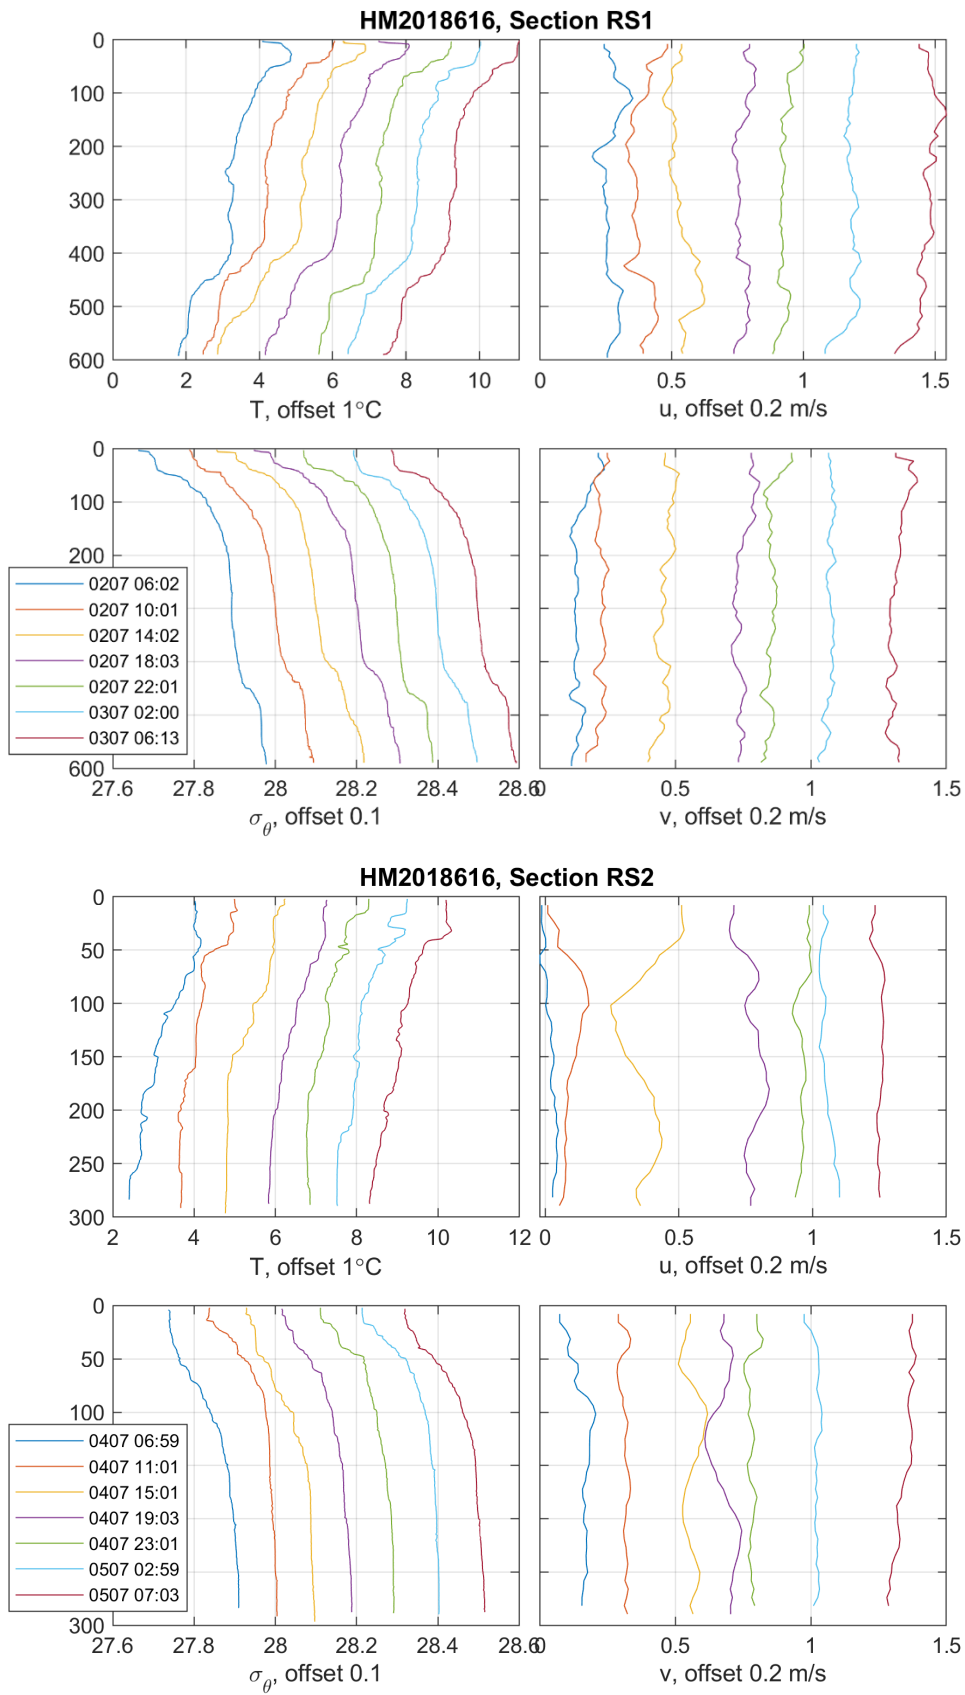 HM2018616, Section RS1
0
100
200
300
400
500
600
0 2 4 6 8 10
T, offset 1°C
0 0.5 1 1.5
u, offset 0.2 m/s
0
100
200
600
27.6 27.8 28 28.2 28.4 28.6
σθ, offset 0.1
0207 06:02
0207 10:01
0207 14:02
0207 18:03
0207 22:01
0307 02:00
0307 06:13
0 0.5 1 1.5
v, offset 0.2 m/s
HM2018616, Section RS2
0
50
100
150
200
250
300
2 4 6 8 10 12
T, offset 1°C
0 0.5 1 1.5
u, offset 0.2 m/s
0
50
100
300
27.6 27.8 28 28.2 28.4 28.6
σθ, offset 0.1
0407 06:59
0407 11:01
0407 15:01
0407 19:03
0407 23:01
0507 02:59
0507 07:03
0 0.5 1 1.5
v, offset 0.2 m/s